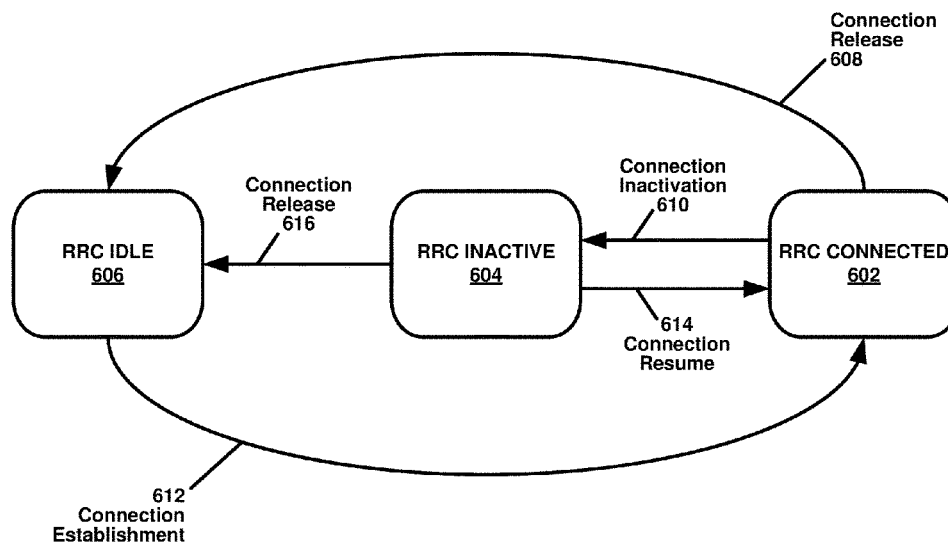 Connection
Release
608
Connection
Release
616
Connection
Inactivation
610
RRC IDLE
606
RRC INACTIVE
604
RRC CONNECTED
602
614
Connection
Resume
612
Connection
Establishment